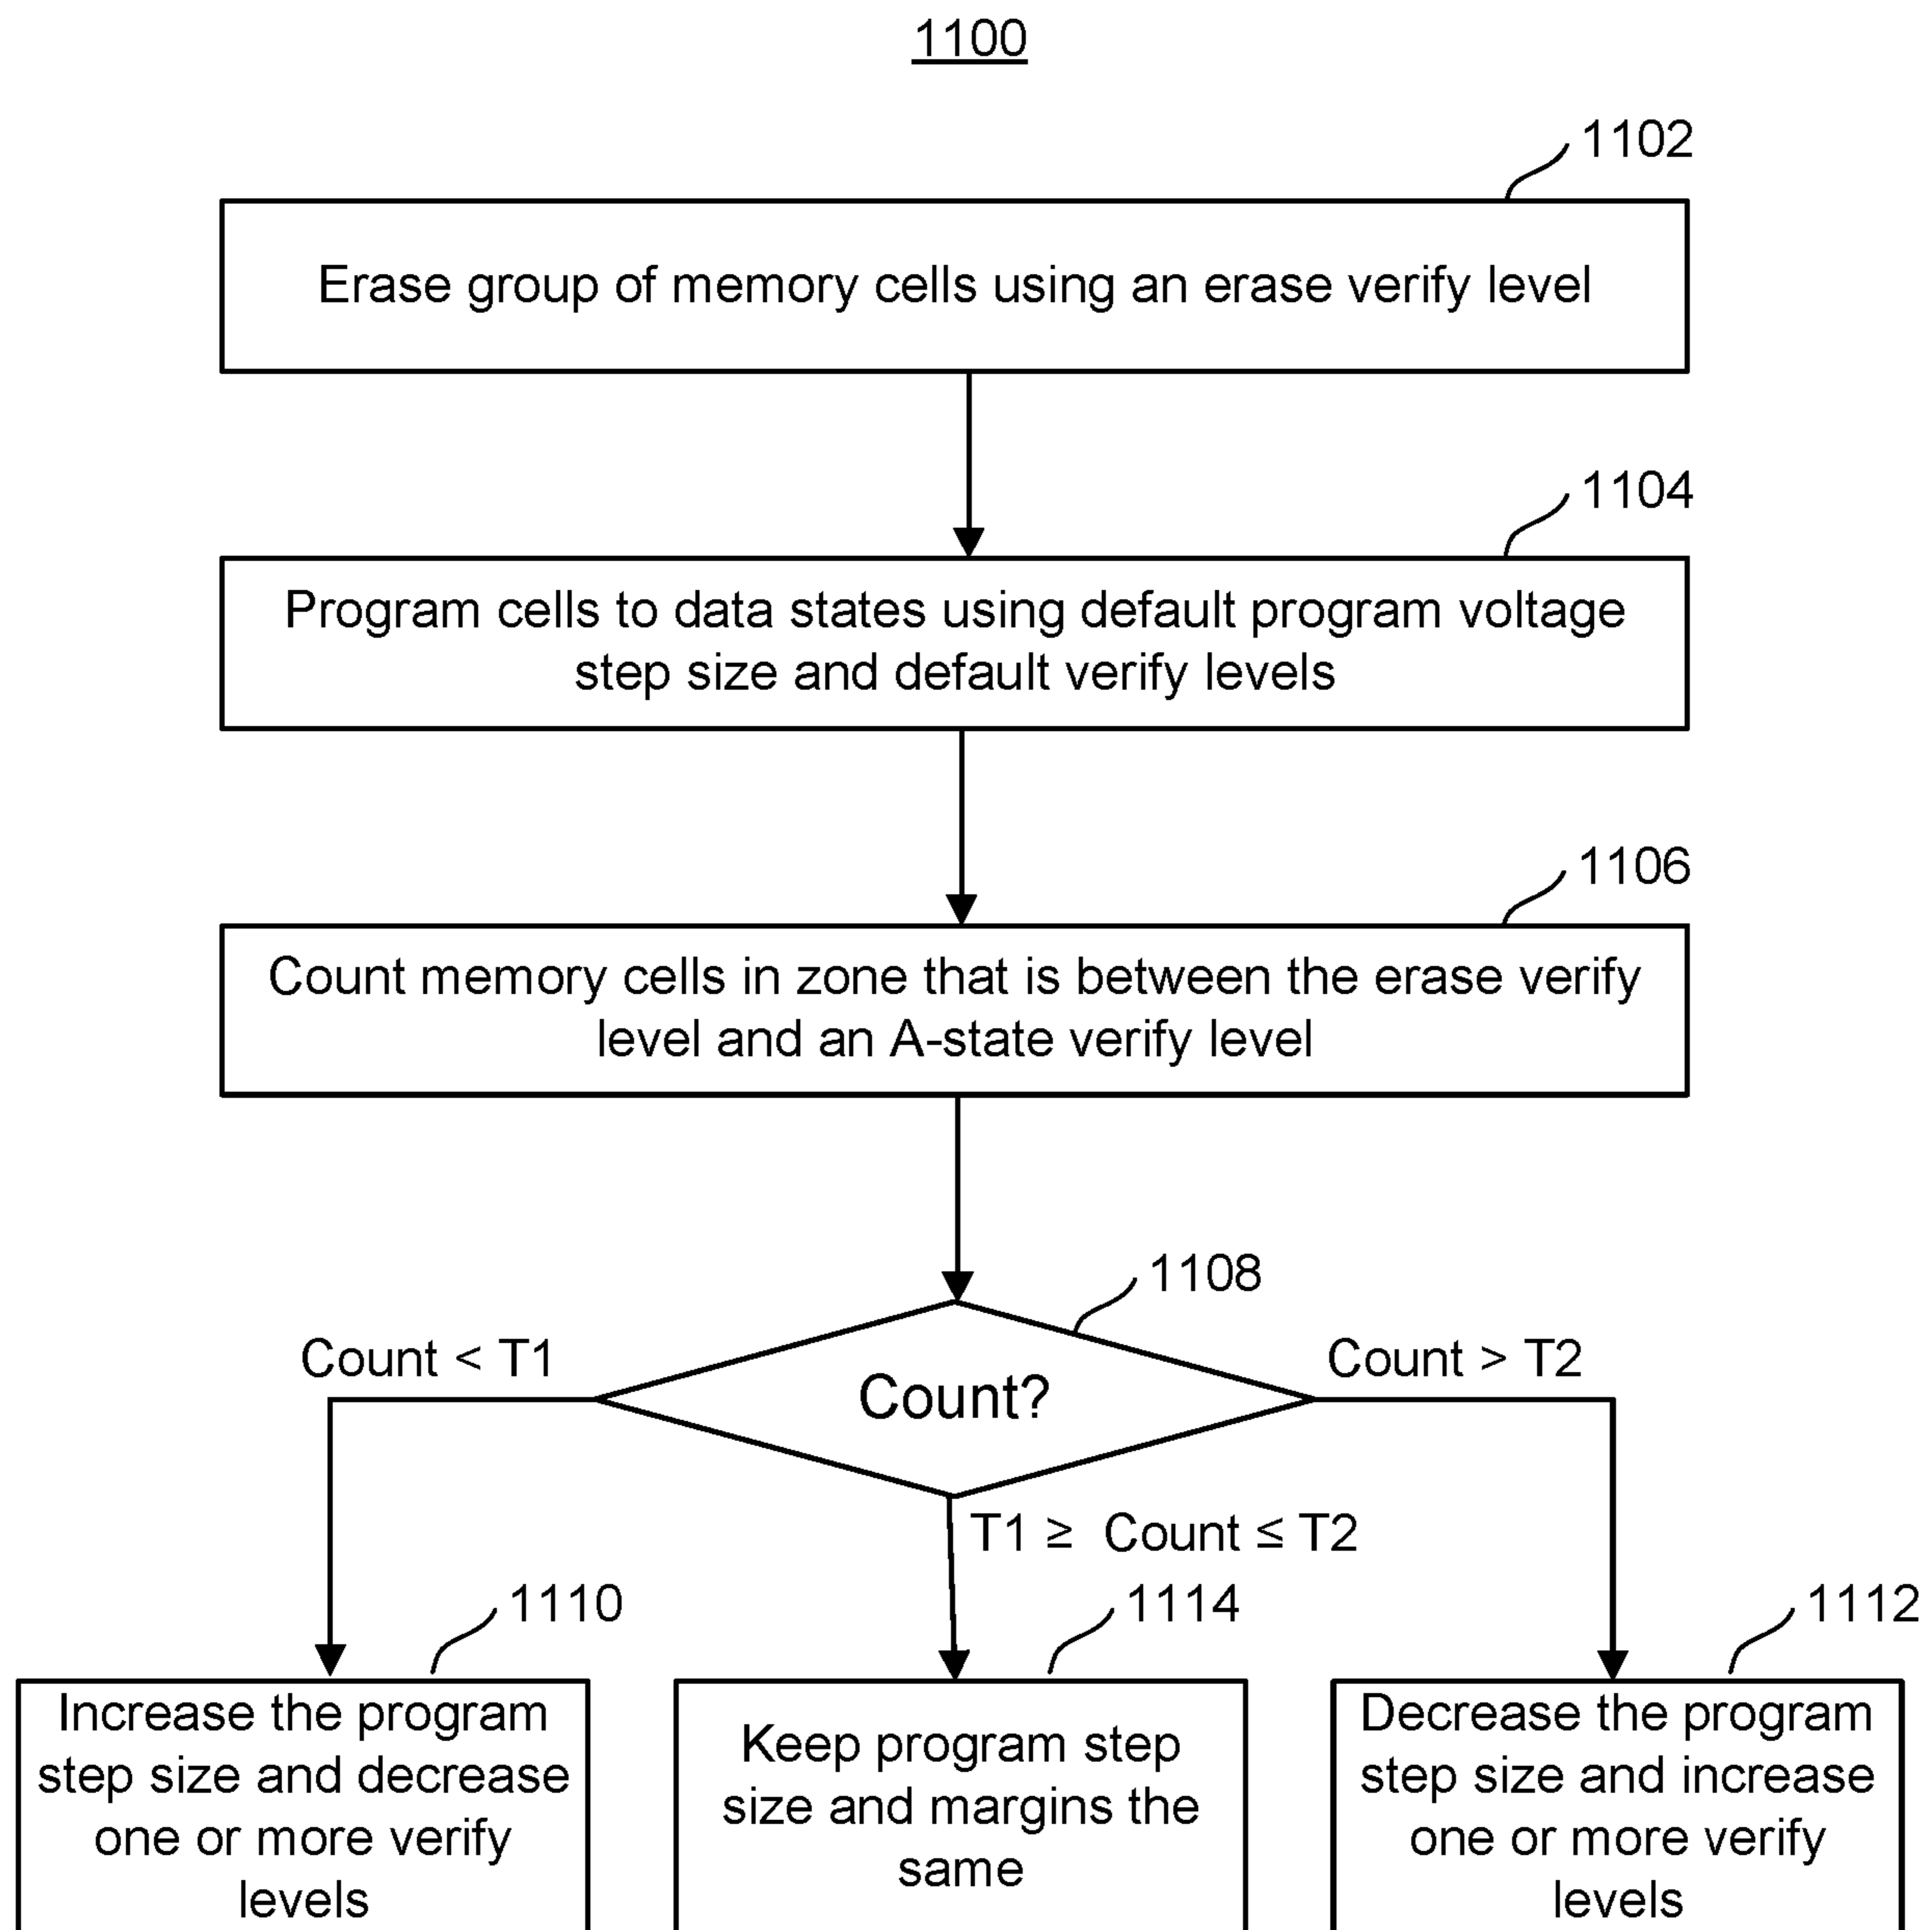 1100
1102
Erase group of memory cells using an erase verify level
1104
Program cells to data states using default program voltage
step size and default verify levels
1106
Count memory cells in zone that is between the erase verify
level and an A-state verify level
1108
Count < T1
Count?
Count > T2
T1 ≥ Count ≤ T2
1110
Increase the program
step size and decrease
one or more verify
levels
1114
Keep program step
size and margins the
same
1112
Decrease the program
step size and increase
one or more verify
levels